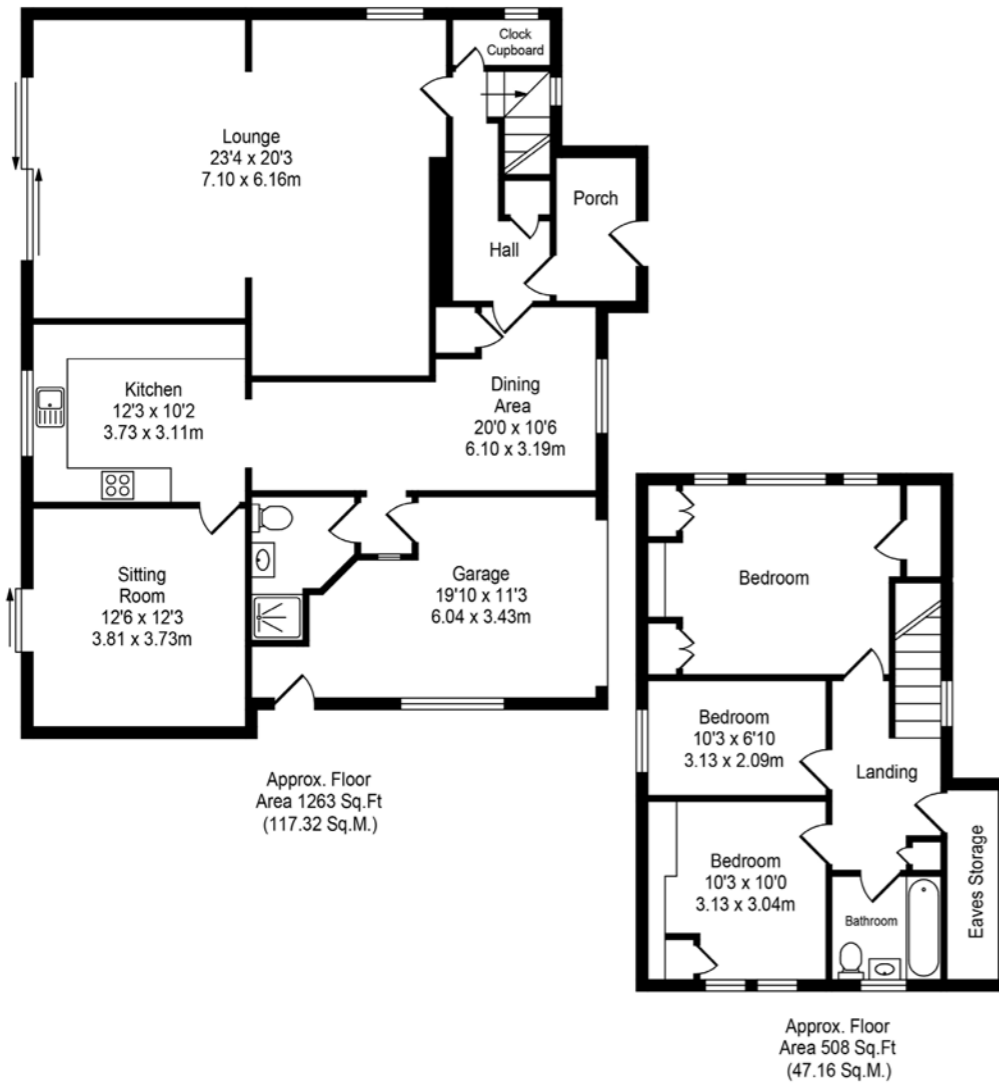 Clock
Cupboard
Lounge
23'4 x 20'3
7.10 x 6.16m
Porch
Hall
Kitchen
12'3 x 10'2
3.73 x 3.11m
Dining
Area
20'0 x 10'6
6.10 x 3.19m
Sitting
Room
12'6 x 12'3
3.81 x 3.73m
Garage
19'10 x 11'3
6.04 x 3.43m
Approx. Floor
Area 1263 Sq.Ft
(117.32 Sq.M.)
Bedroom
Bedroom
10'3 x 6'10
3.13 x 2.09m
Landing
Bedroom
10'3 x 10'0
3.13 x 3.04m
Bathroom
Eaves Storage
Approx. Floor
Area 508 Sq.Ft
(47.16 Sq.M.)